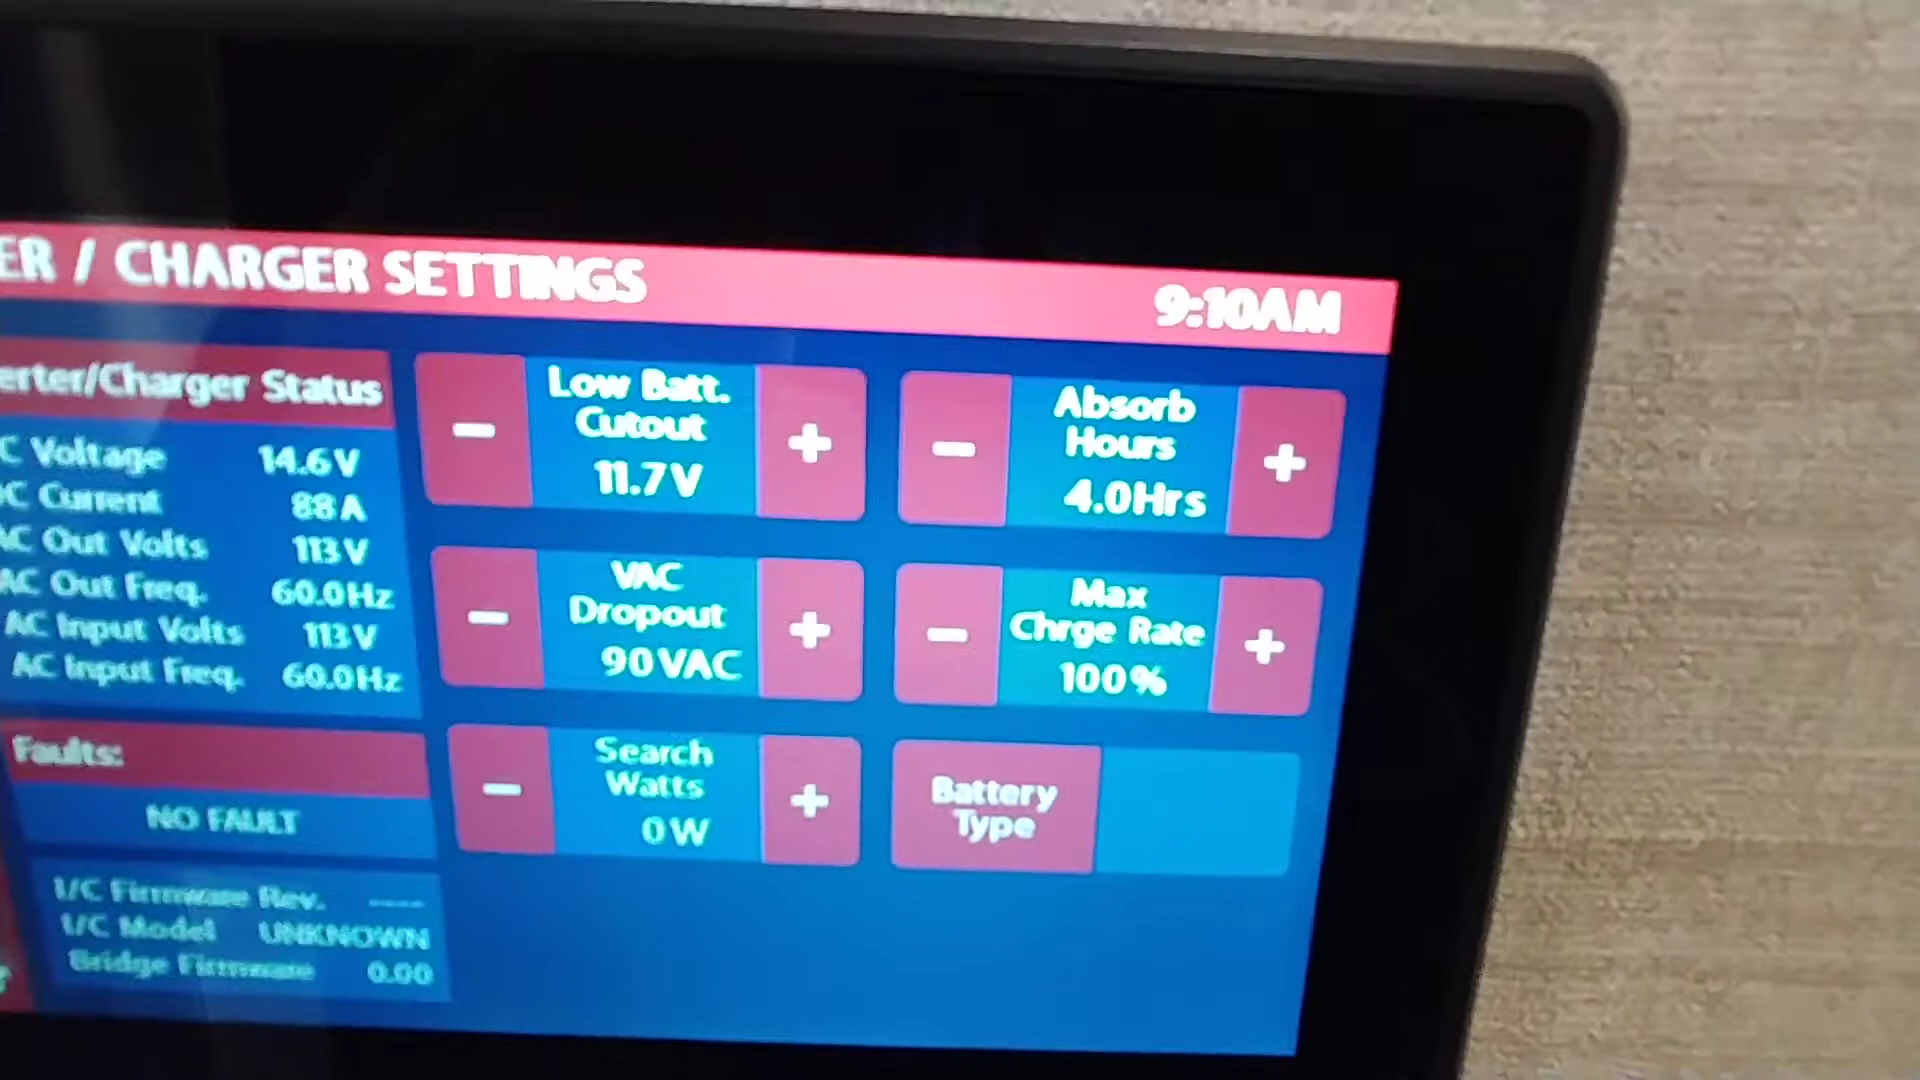 ER / CHARGER SETTINGS
9:10AM
erter/Charger Status
C Voltage 14.6V
DC Current 88A
AC Out Volts 113V
AC Out Freq. 60.0Hz
AC Input Volts 113V
AC Input Freq. 60.0Hz
Faults:
NO FAULT
I/C Firmware Rev. ----
I/C Model UNKNOWN
Bridge Firmware 0.00
- Low Batt. +
Cutout
11.7V
- VAC +
Dropout
90VAC
- Search +
Watts
0W
- Absorb +
Hours
4.0Hrs
- Max +
Chrge Rate
100%
Battery
Type